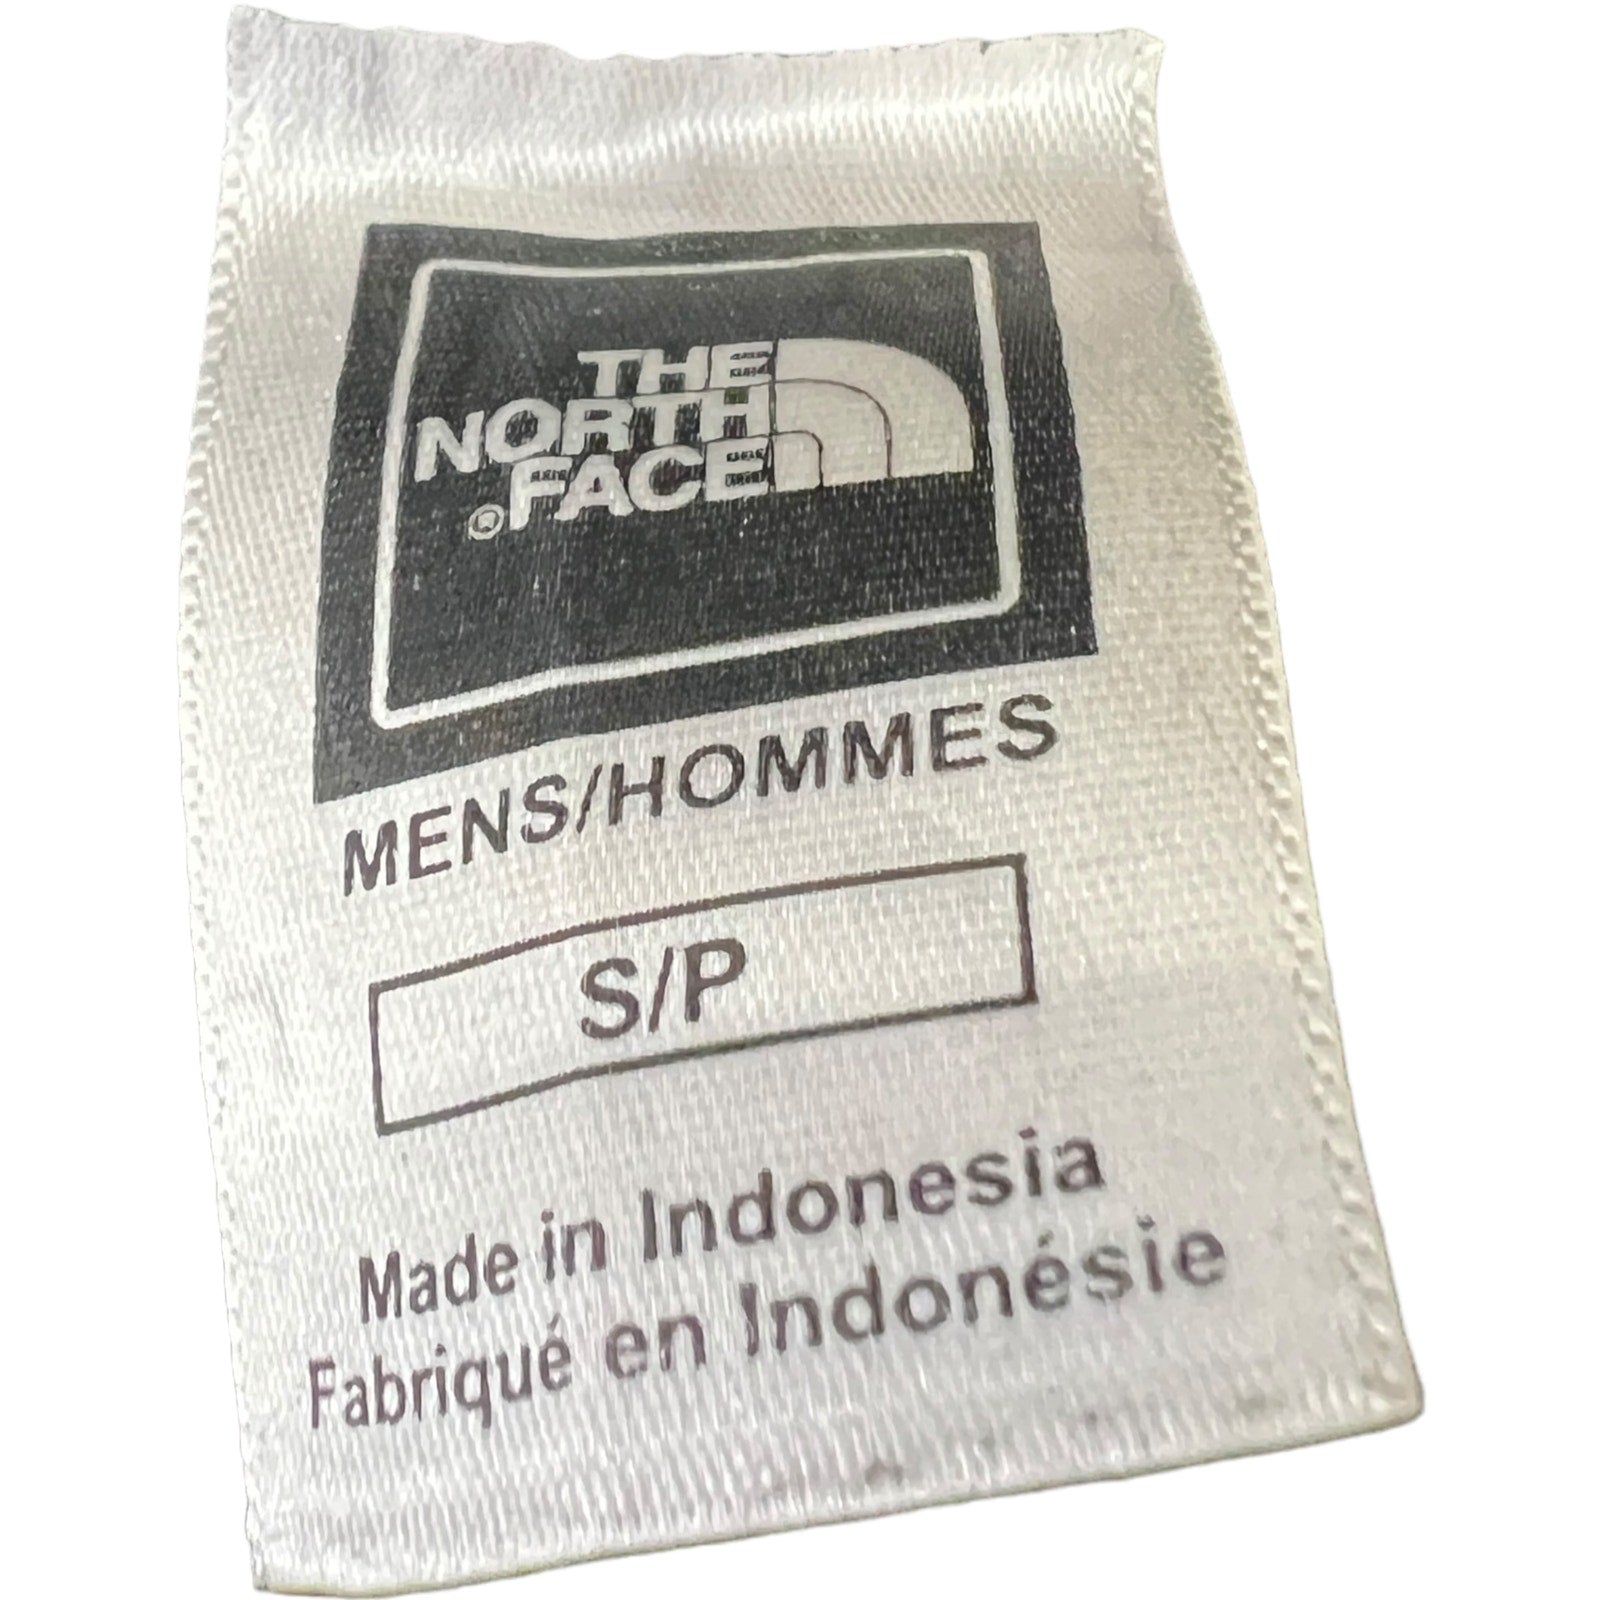 THE
NORTH
® FACE
MENS/HOMMES
S/P
Made in Indonesia
Fabriqué en Indonésie